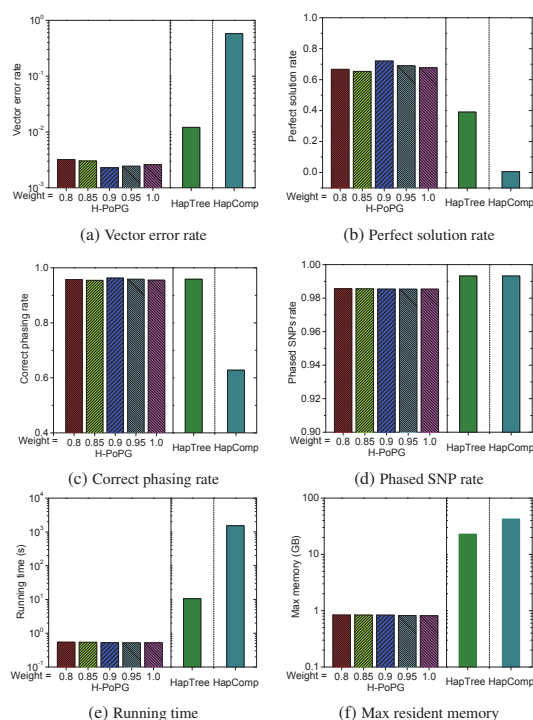 Vector error rate
10^0
10^-1
10^-2
10^-3
Weight = 0.8 0.85 0.9 0.95 1.0 HapTree HapComp
H-PoPG
(a) Vector error rate
Perfect solution rate
1.0
0.8
0.6
0.4
0.2
0.0
Weight = 0.8 0.85 0.9 0.95 1.0 HapTree HapComp
H-PoPG
(b) Perfect solution rate
Correct phasing rate
1.0
0.8
0.6
0.4
Weight = 0.8 0.85 0.9 0.95 1.0 HapTree HapComp
H-PoPG
(c) Correct phasing rate
Phased SNPs rate
1.00
0.98
0.96
0.94
0.92
0.90
Weight = 0.8 0.85 0.9 0.95 1.0 HapTree HapComp
H-PoPG
(d) Phased SNP rate
Running time (s)
10^4
10^3
10^2
10^1
10^0
10^-1
Weight = 0.8 0.85 0.9 0.95 1.0 HapTree HapComp
H-PoPG
(e) Running time
Max memory (GB)
100
10
1
0.1
Weight = 0.8 0.85 0.9 0.95 1.0 HapTree HapComp
H-PoPG
(f) Max resident memory